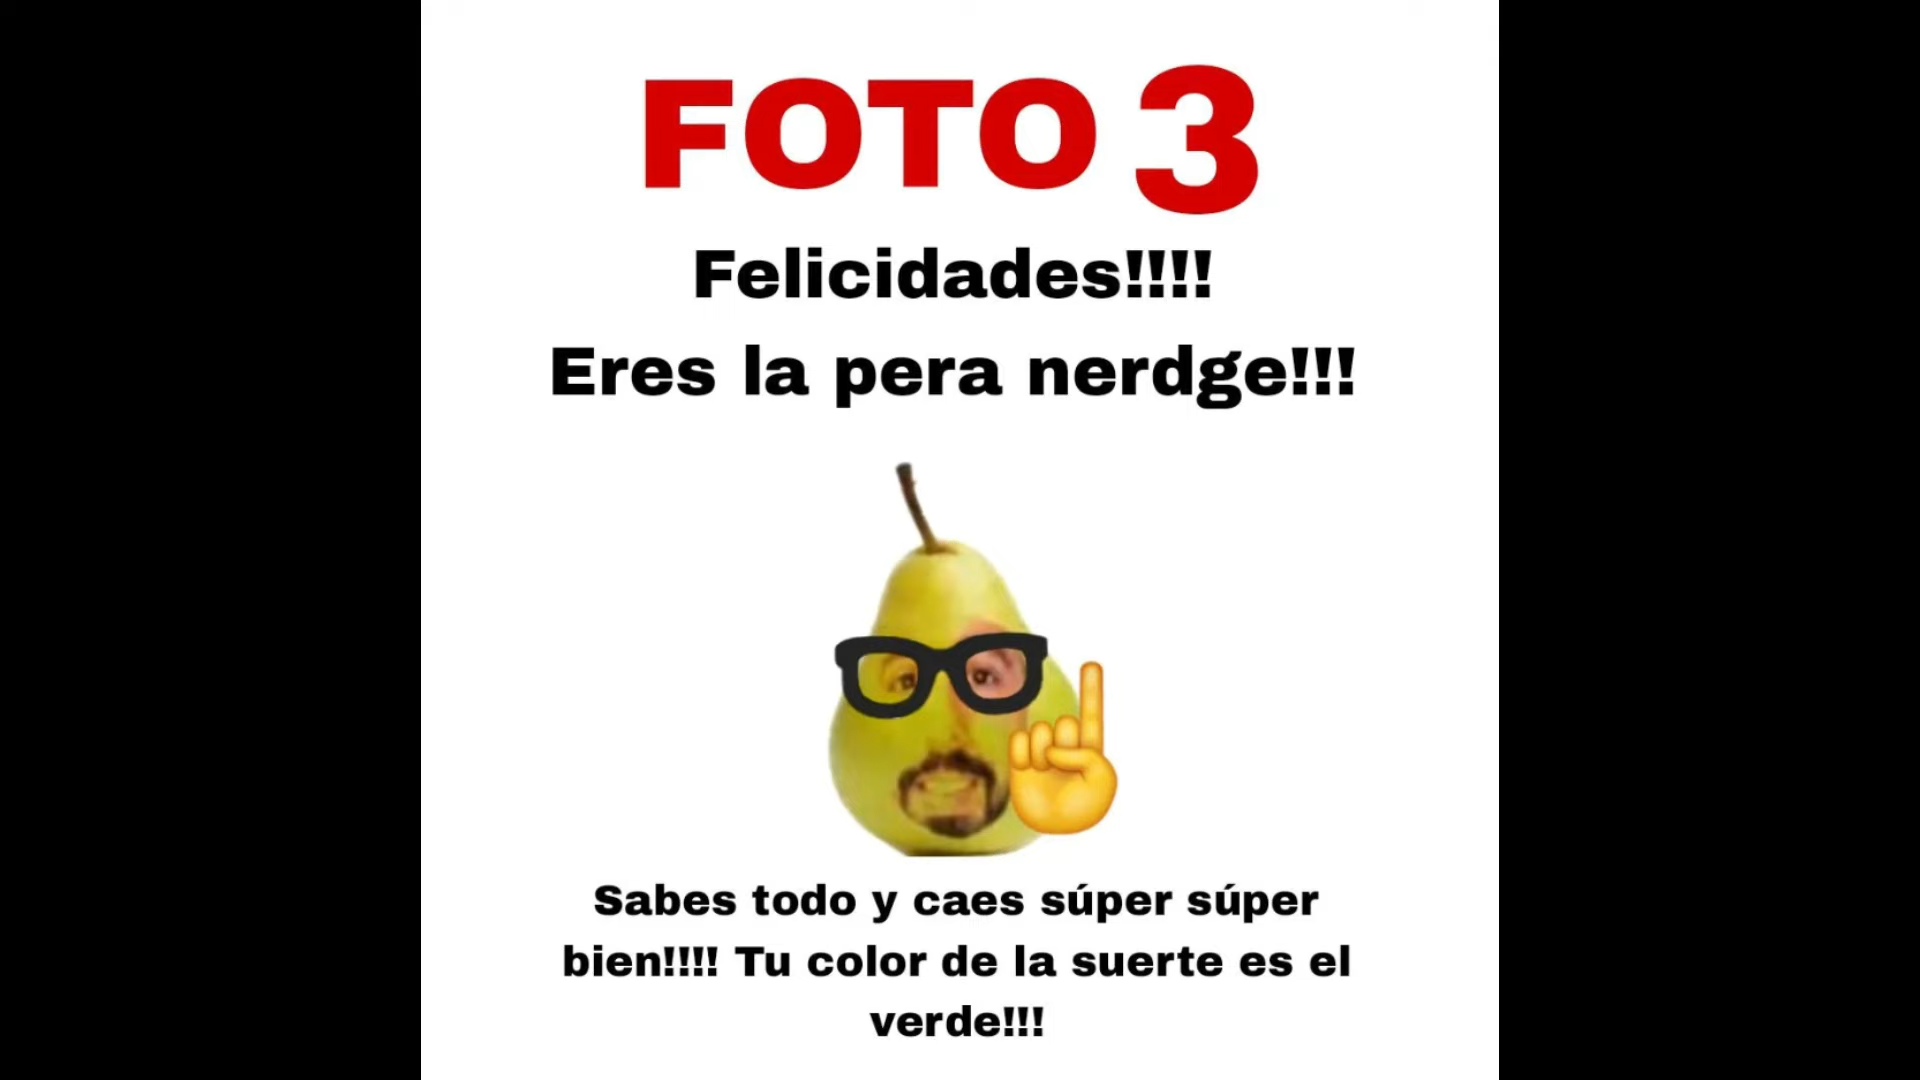 FOTO 3
Felicidades!!!!
Eres la pera nerdge!!!
Sabes todo y caes súper súper
bien!!!! Tu color de la suerte es el
verde!!!